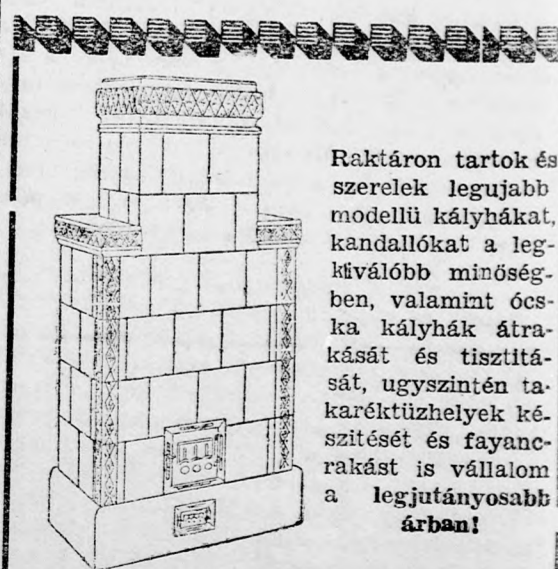 Raktáron tartok és
szerelek legujabb
modellü kályhákat,
kandallókat a leg-
kiválóbb minöség-
ben, valamint ócs-
ka kályhák átra-
kását és tisztitá-
sát, ugyszintén ta-
karéktüzhelyek ké-
szitését és fayanc-
rakást is vállalom
a legjutányosabb
árban!